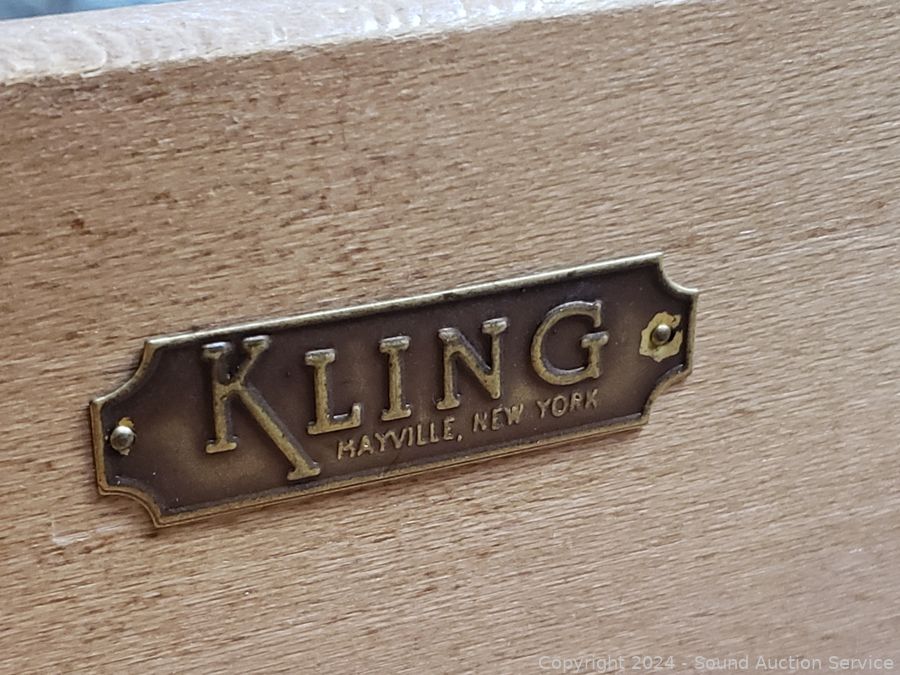 KLING
MAYVILLE, NEW YORK
Copyright © 2024 - Sound Auction Service